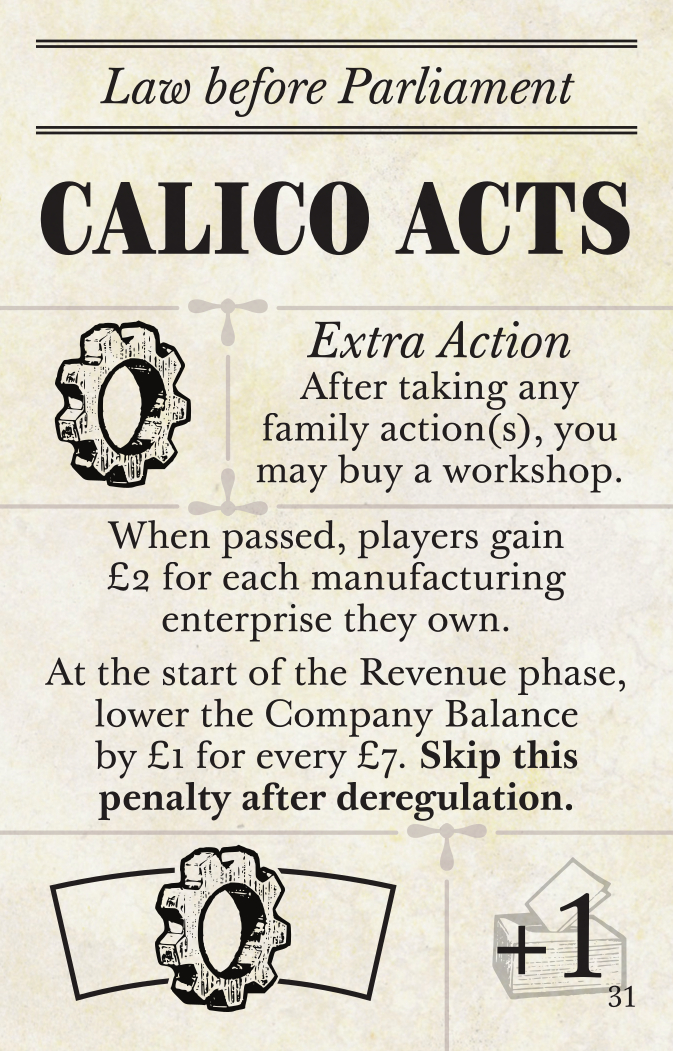 Law before Parliament
CALICO ACTS
Extra Action
After taking any
family action(s), you
may buy a workshop.
When passed, players gain
£2 for each manufacturing
enterprise they own.
At the start of the Revenue phase,
lower the Company Balance
by £1 for every £7. Skip this
penalty after deregulation.
+1
31